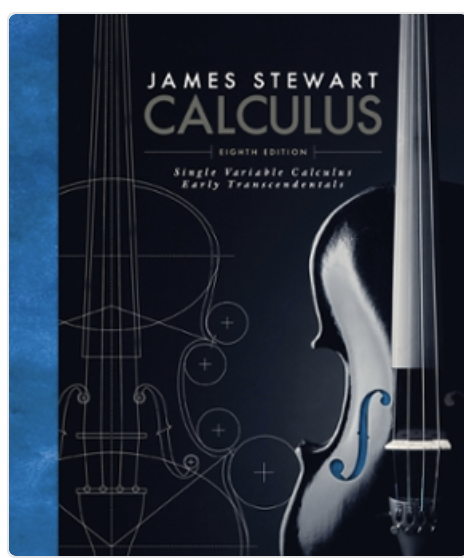 JAMES STEWART
CALCULUS
EIGHTH EDITION
Single Variable Calculus
Early Transcendentals